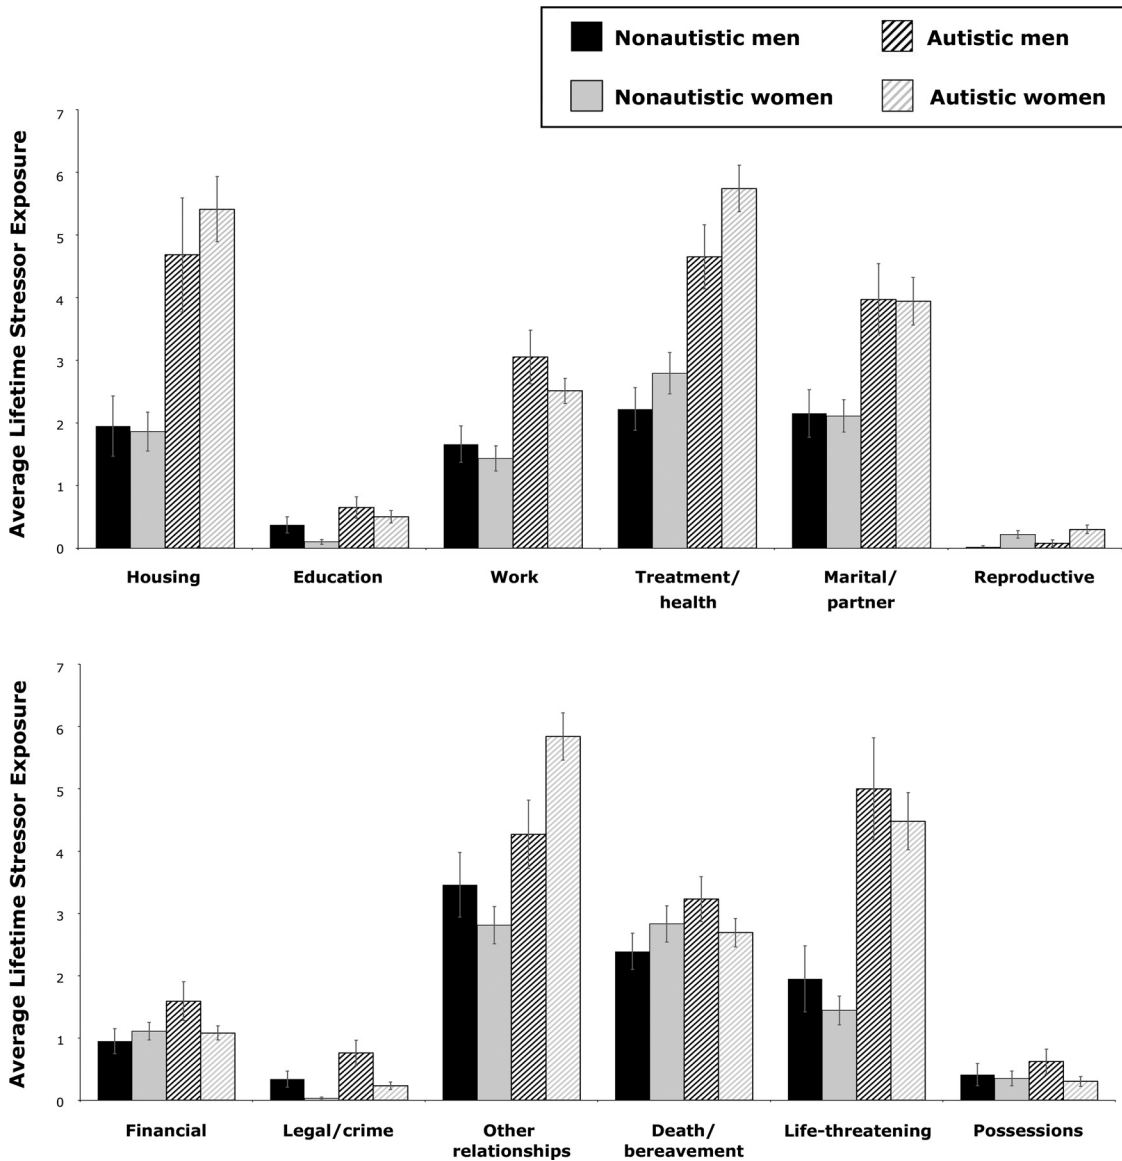 Nonautistic men
Autistic men
Nonautistic women
Autistic women
Average Lifetime Stressor Exposure
7
6
5
4
3
2
1
0
Housing
Education
Work
Treatment/
health
Marital/
partner
Reproductive
Average Lifetime Stressor Exposure
7
6
5
4
3
2
1
0
Financial
Legal/crime
Other
relationships
Death/
bereavement
Life-threatening
Possessions